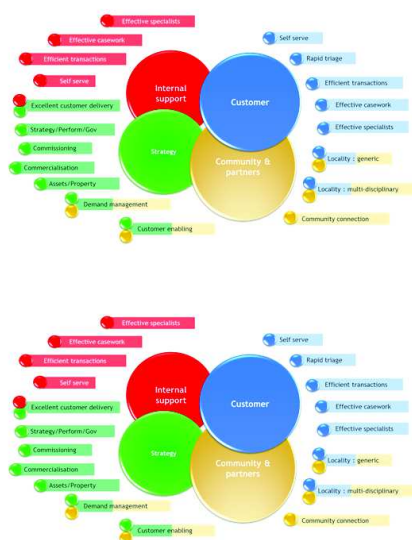 Effective specialists
Effective casework
Efficient transactions
Self serve
Excellent customer delivery
Strategy/Perform/Gov
Commissioning
Commercialisation
Assets/Property
Demand management
Customer enabling
Internal
support
Customer
Strategy
Community &
partners
Self serve
Rapid triage
Efficient transactions
Effective casework
Effective specialists
Locality : generic
Locality : multi-disciplinary
Community connection
Effective specialists
Effective casework
Efficient transactions
Self serve
Excellent customer delivery
Strategy/Perform/Gov
Commissioning
Commercialisation
Assets/Property
Demand management
Customer enabling
Internal
support
Customer
Strategy
Community &
partners
Self serve
Rapid triage
Efficient transactions
Effective casework
Effective specialists
Locality : generic
Locality : multi-disciplinary
Community connection